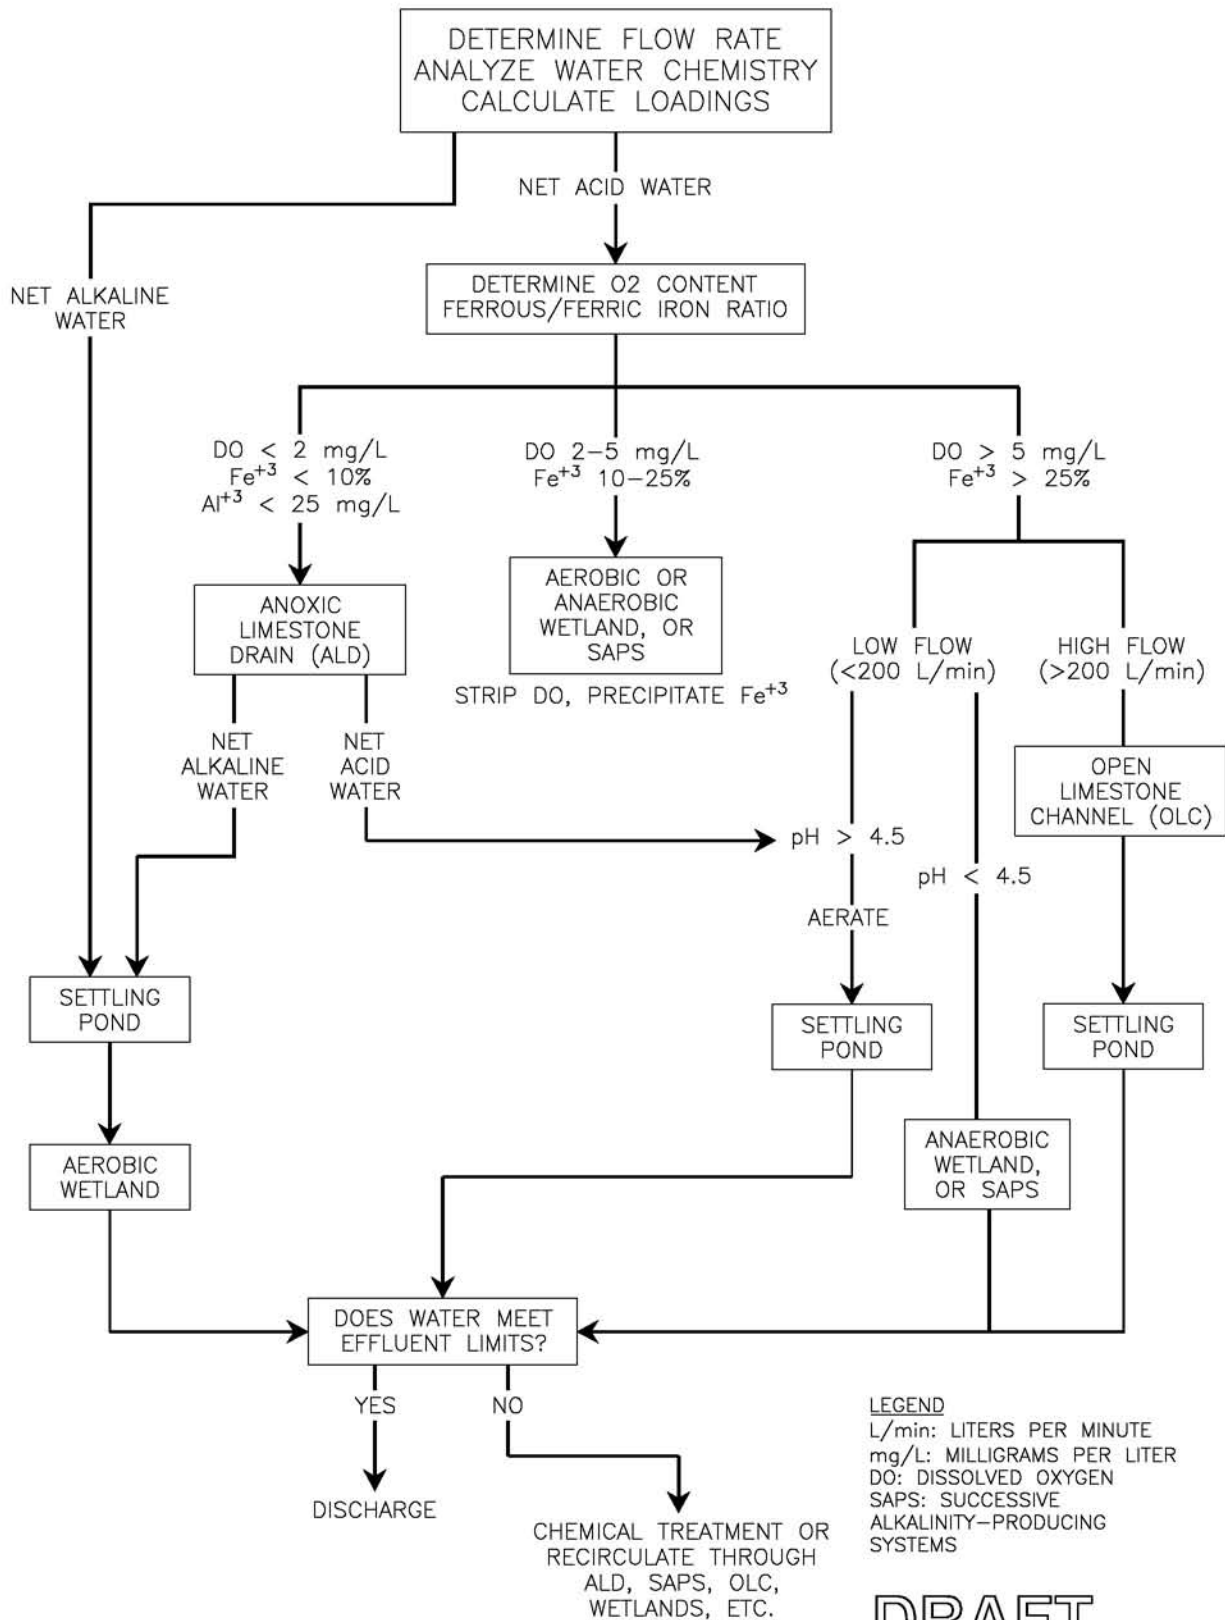 DETERMINE FLOW RATE
ANALYZE WATER CHEMISTRY
CALCULATE LOADINGS
NET ACID WATER
NET ALKALINE
WATER
DETERMINE O2 CONTENT
FERROUS/FERRIC IRON RATIO
DO < 2 mg/L
Fe+3 < 10%
Al+3 < 25 mg/L
DO 2-5 mg/L
Fe+3 10-25%
DO > 5 mg/L
Fe+3 > 25%
ANOXIC
LIMESTONE
DRAIN (ALD)
AEROBIC OR
ANAEROBIC
WETLAND, OR
SAPS
STRIP DO, PRECIPITATE Fe+3
LOW FLOW
(<200 L/min)
HIGH FLOW
(>200 L/min)
NET
ALKALINE
WATER
NET
ACID
WATER
OPEN
LIMESTONE
CHANNEL (OLC)
pH > 4.5
pH < 4.5
AERATE
SETTLING
POND
SETTLING
POND
SETTLING
POND
AEROBIC
WETLAND
ANAEROBIC
WETLAND,
OR SAPS
DOES WATER MEET
EFFLUENT LIMITS?
YES
NO
DISCHARGE
CHEMICAL TREATMENT OR
RECIRCULATE THROUGH
ALD, SAPS, OLC,
WETLANDS, ETC.
LEGEND
L/min: LITERS PER MINUTE
mg/L: MILLIGRAMS PER LITER
DO: DISSOLVED OXYGEN
SAPS: SUCCESSIVE
ALKALINITY-PRODUCING
SYSTEMS
DRAFT